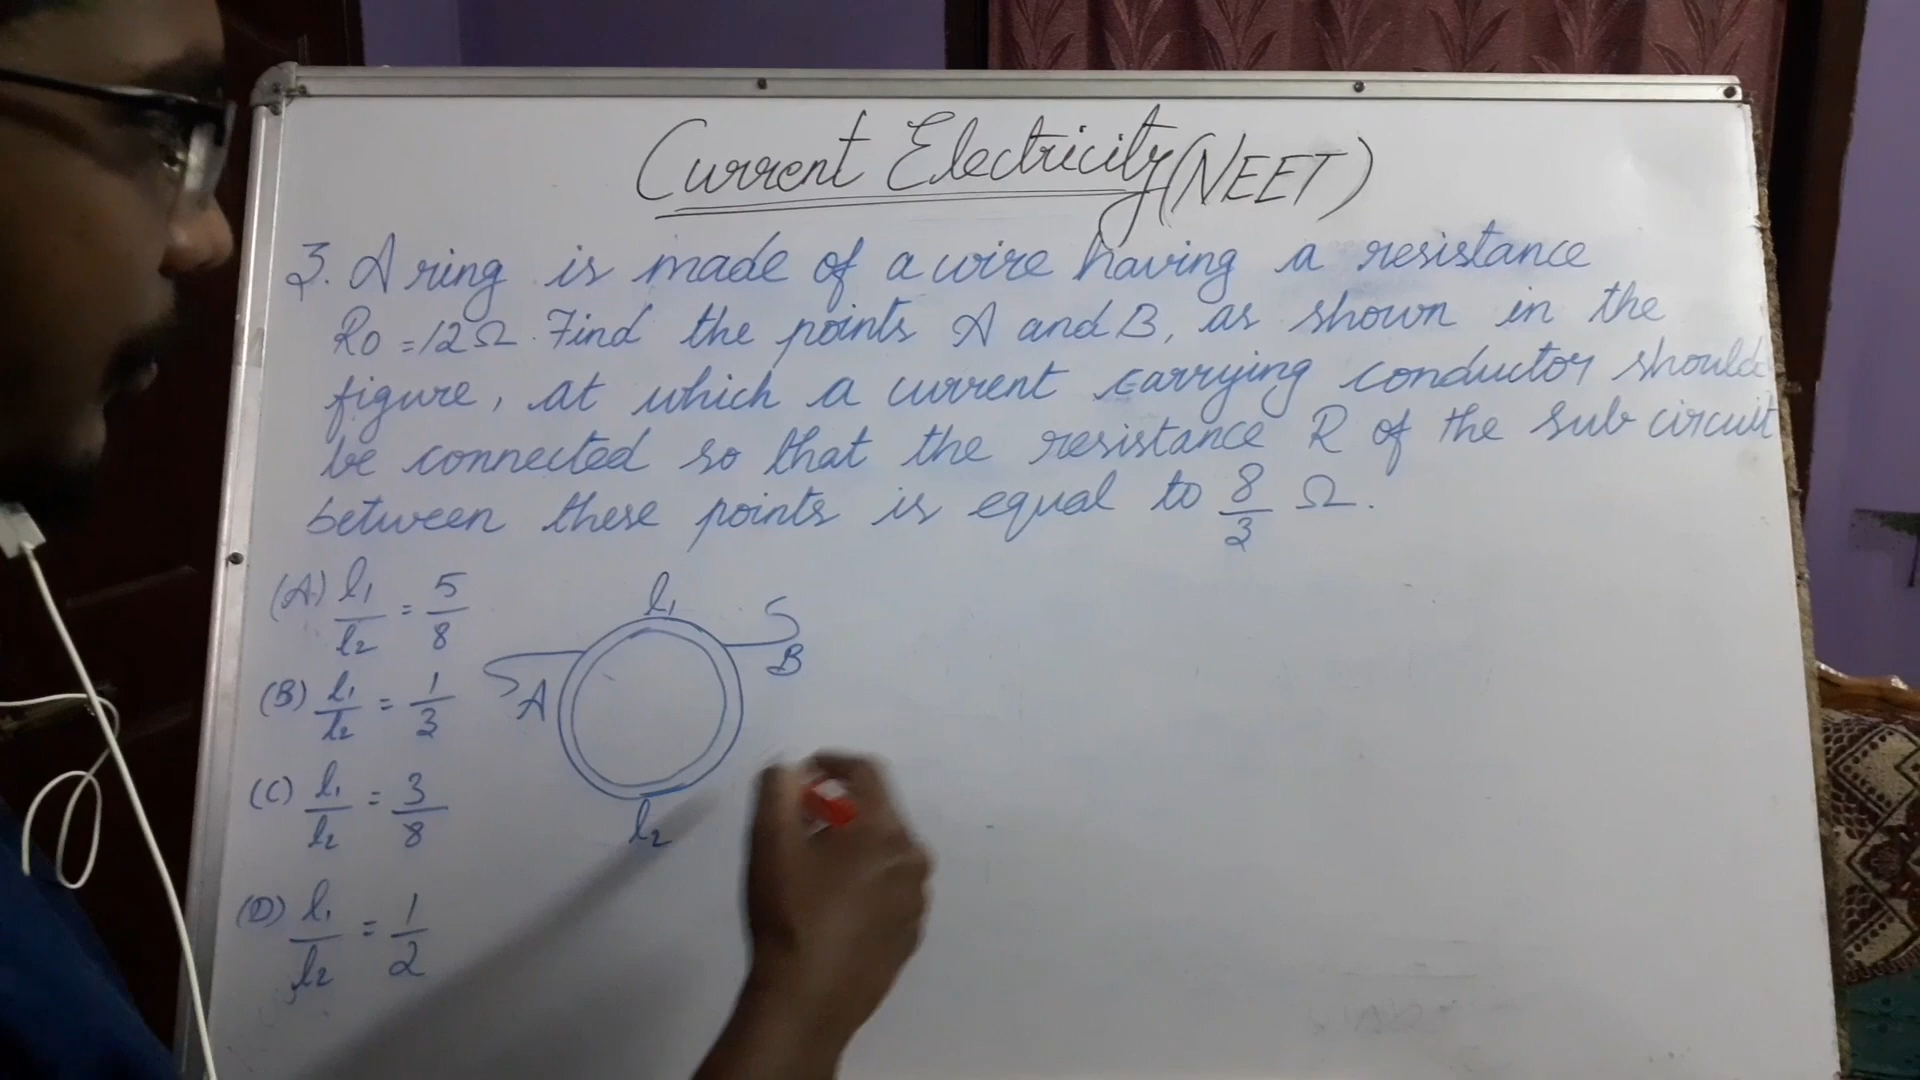 Current Electricity (NEET)
3. A ring is made of a wire having a resistance
R0 = 12Ω. Find the points A and B, as shown in the
figure, at which a current carrying conductor should
be connected so that the resistance R of the sub circuit
between these points is equal to 8/3 Ω.
(A) l₁/l₂ = 5/8
(B) l₁/l₂ = 1/3
(C) l₁/l₂ = 3/8
(D) l₁/l₂ = 1/2
l₁
A
B
l₂